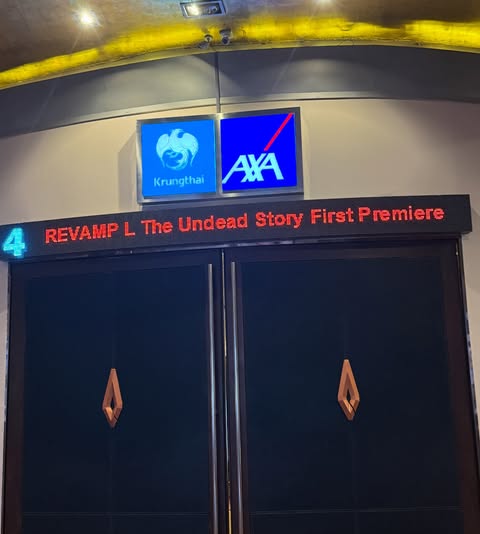 Krungthai
AXA
4
REVAMP L The Undead Story First Premiere